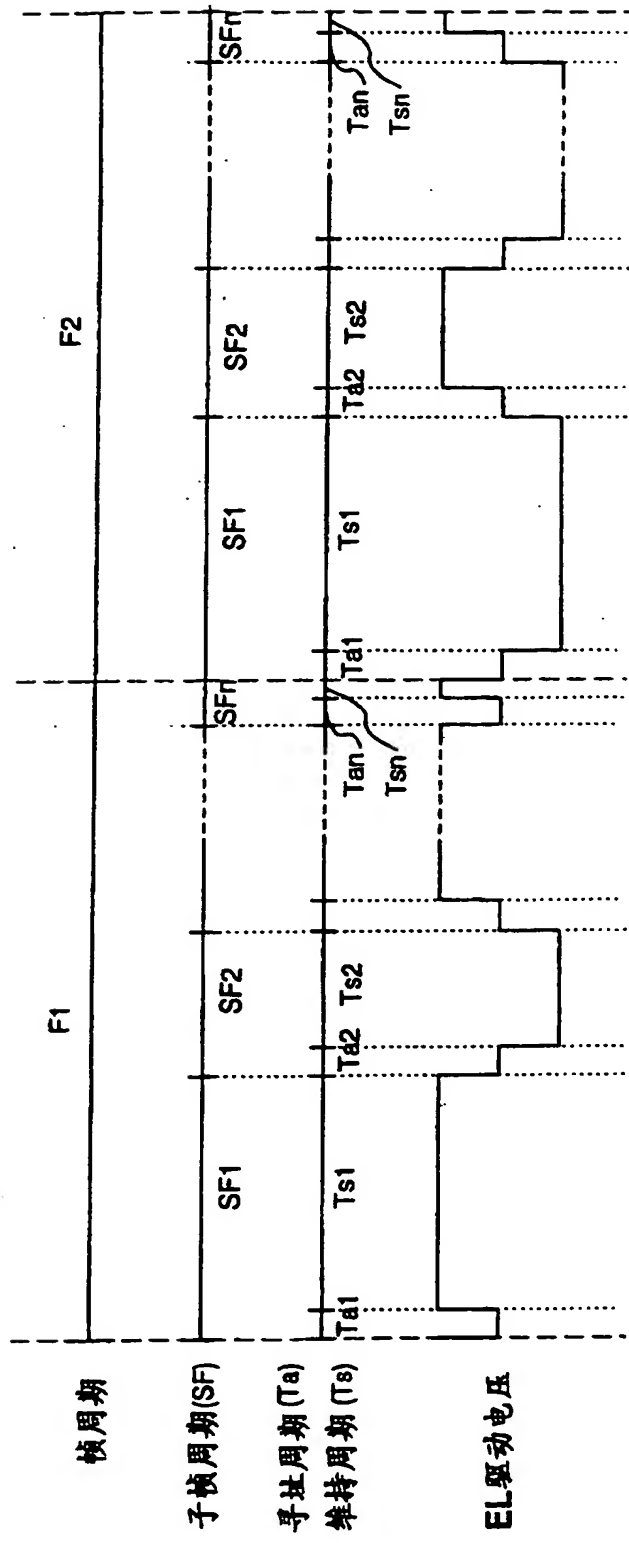 帧周期
F1
F2
子帧周期(SF)
SF1
SF2
SFn
SF1
SF2
SFn
寻址周期(Ta)
维持周期(Ts)
Ta1
Ts1
Ta2
Ts2
Tan
Tsn
Ta1
Ts1
Ta2
Ts2
Tan
Tsn
EL驱动电压